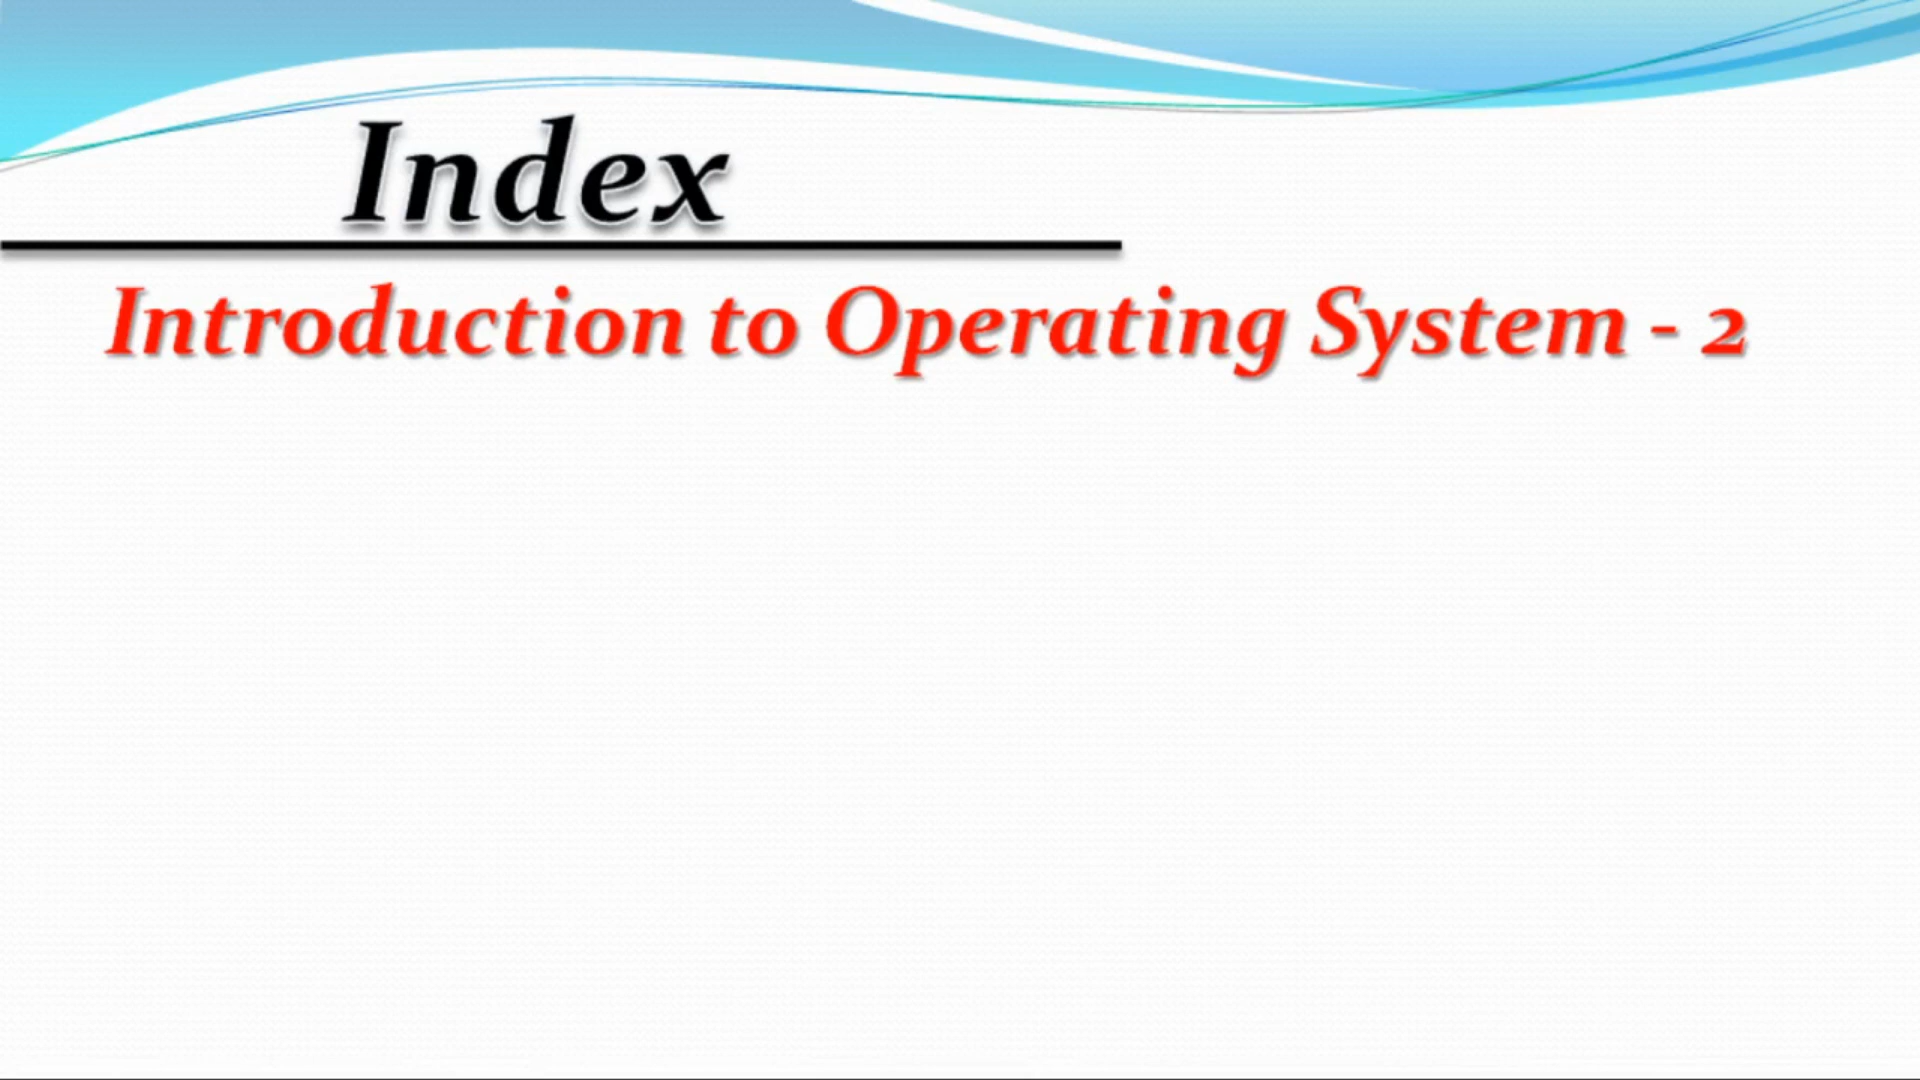 Index
Introduction to Operating System - 2